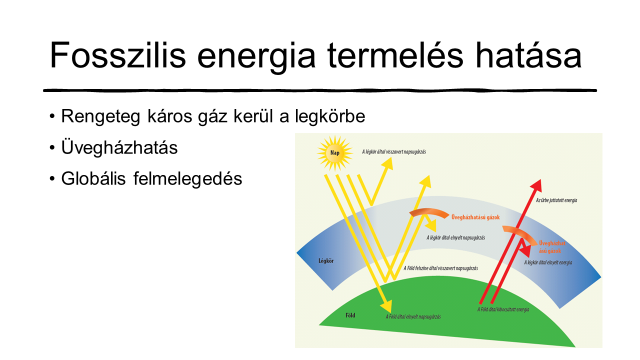 Fosszilis energia termelés hatása
• Rengeteg káros gáz kerül a legkörbe
• Üvegházhatás
• Globális felmelegedés
Nap
A légkör által visszavert napsugárzás
Az űrbe juttatott energia
Üvegházhatású gázok
A légkör által elnyelt napsugárzás
Üvegházhatású
A légkör által elnyelt energia
Légkör
A Föld felszíne által visszavert napsugárzás
Föld
A Föld által elnyelt napsugárzás
A Föld által kibocsátott energia